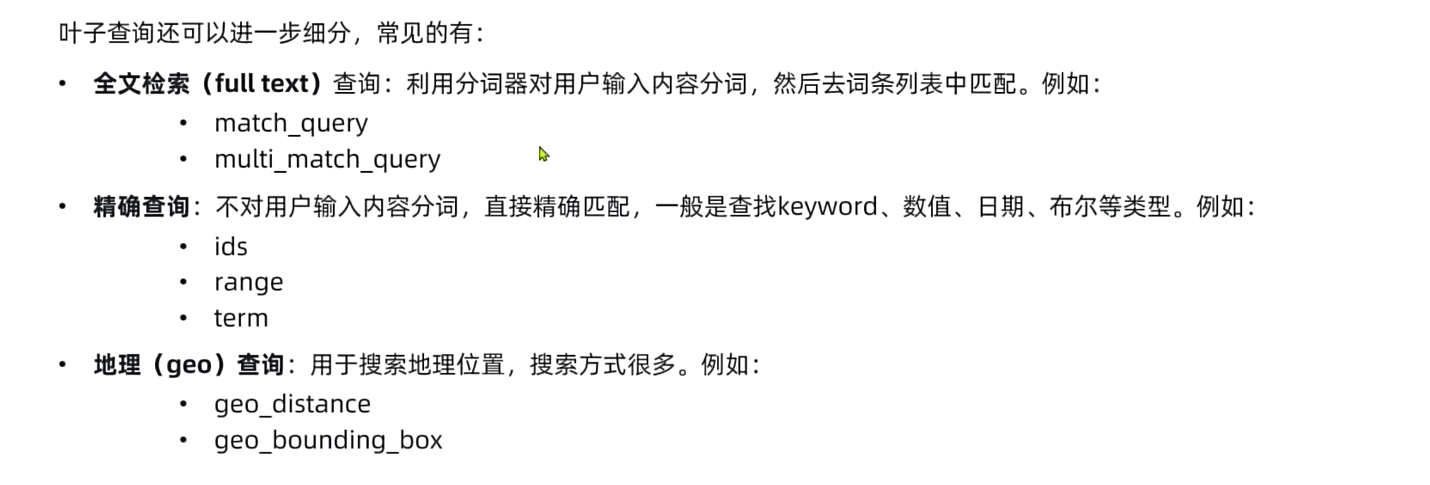 叶子查询还可以进一步细分，常见的有：
• 全文检索（full text）查询：利用分词器对用户输入内容分词，然后去词条列表中匹配。例如：
• match_query
• multi_match_query
• 精确查询：不对用户输入内容分词，直接精确匹配，一般是查找keyword、数值、日期、布尔等类型。例如：
• ids
• range
• term
• 地理（geo）查询：用于搜索地理位置，搜索方式很多。例如：
• geo_distance
• geo_bounding_box